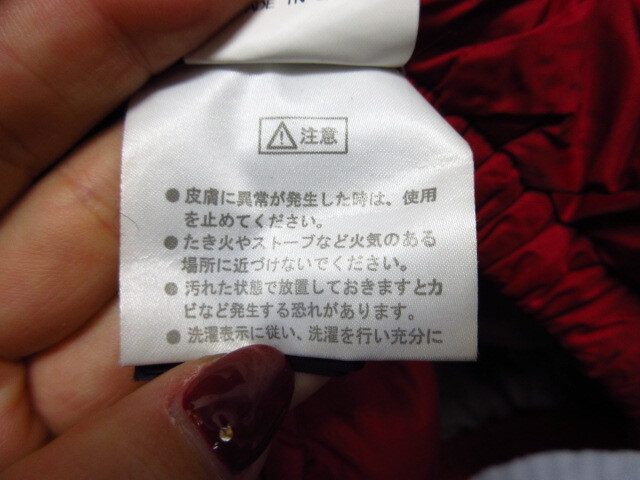 MADE IN
⚠注意
●皮膚に異常が発生した時は、使用
を止めてください。
●たき火やストーブなど火気のある
場所に近づけないでください。
●汚れた状態で放置しておきますとカ
ビなど発生する恐れがあります。
●洗濯表示に従い、洗濯を行い充分に